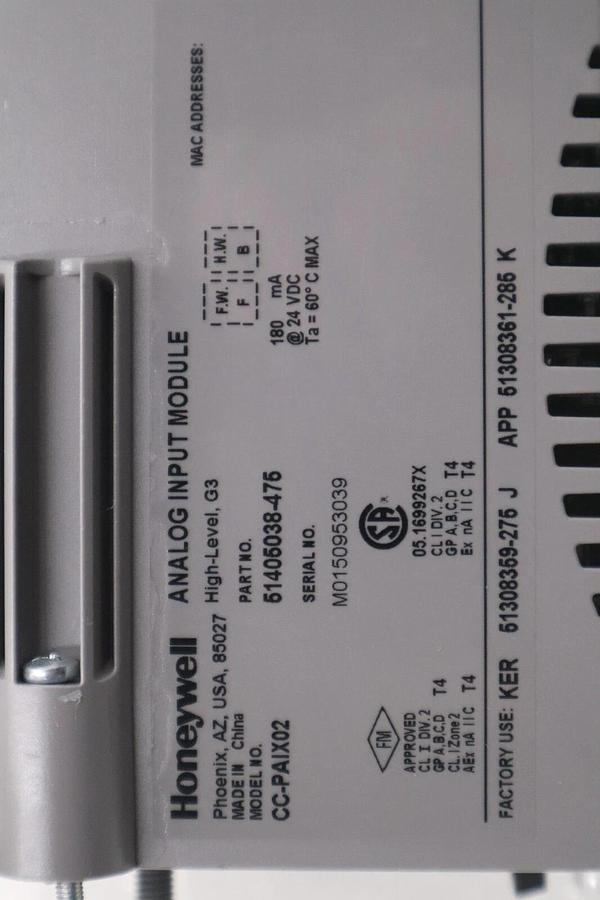 Honeywell
Phoenix, AZ, USA, 85027
MADE IN China
MODEL NO.
CC-PAIX02
FM
APPROVED
CL I DIV. 2
GP A,B,C,D T4
CL, I Zone2
AEx nA IIC T4
ANALOG INPUT MODULE
High-Level, G3
PART NO.
51405038-475
SERIAL NO.
M0150953039
SA
05.1699267X
CL I DIV. 2
GP A,B,C,D T4
Ex nA IIC T4
F.W. H.W.
F B
180 mA
@ 24 VDC
Ta = 60° C MAX
MAC ADDRESSES:
FACTORY USE: KER 51308359-275 J APP 51308361-285 K